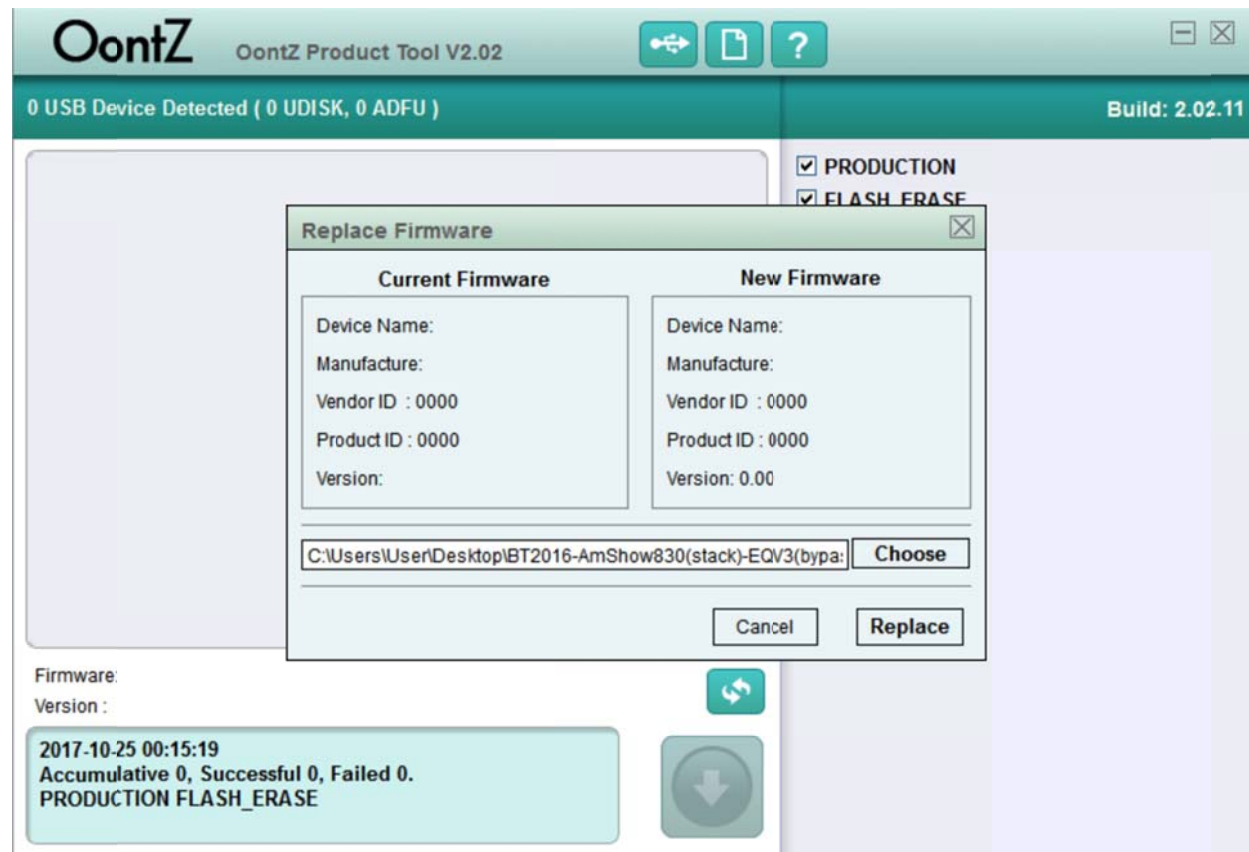 OontZ OontZ Product Tool V2.02 ?
0 USB Device Detected ( 0 UDISK, 0 ADFU )
Build: 2.02.11
PRODUCTION
FLASH_ERASE
Replace Firmware
Current Firmware
Device Name:
Manufacture:
Vendor ID : 0000
Product ID : 0000
Version:
New Firmware
Device Name:
Manufacture:
Vendor ID : 0000
Product ID : 0000
Version: 0.00
C:\Users\User\Desktop\BT2016-AmShow830(stack)-EQV3(bypa
Choose
Cancel
Replace
Firmware:
Version :
2017-10-25 00:15:19
Accumulative 0, Successful 0, Failed 0.
PRODUCTION FLASH_ERASE